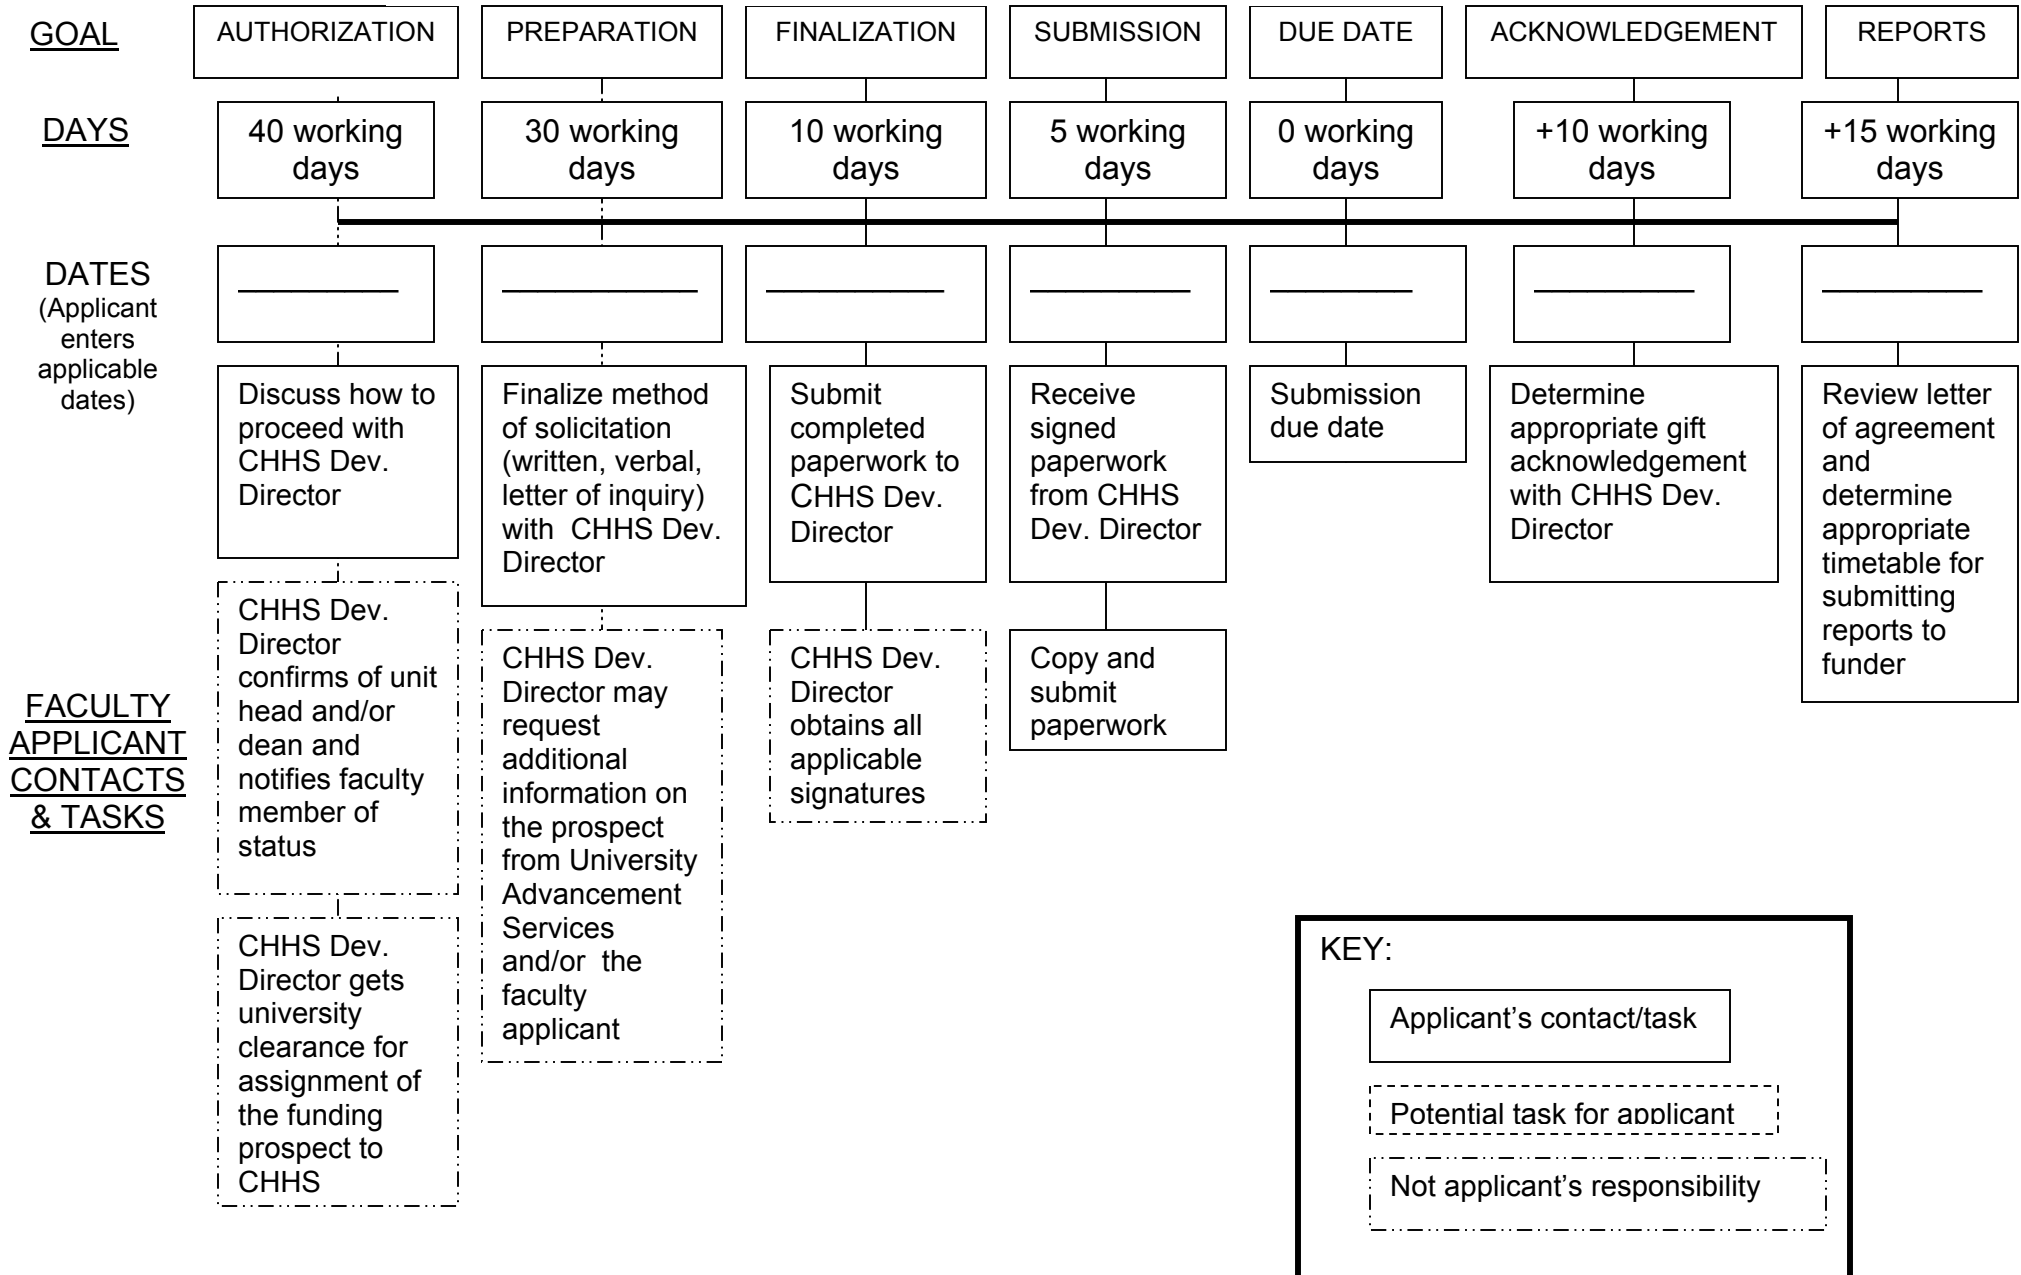 GOAL
AUTHORIZATION
PREPARATION
FINALIZATION
SUBMISSION
DUE DATE
ACKNOWLEDGEMENT
REPORTS
DAYS
40 working
days
30 working
days
10 working
days
5 working
days
0 working
days
+10 working
days
+15 working
days
DATES
(Applicant
enters
applicable
dates)
FACULTY
APPLICANT
CONTACTS
& TASKS
Discuss how to
proceed with
CHHS Dev.
Director
CHHS Dev.
Director
confirms of unit
head and/or
dean and
notifies faculty
member of
status
CHHS Dev.
Director gets
university
clearance for
assignment of
the funding
prospect to
CHHS
Finalize method
of solicitation
(written, verbal,
letter of inquiry)
with CHHS Dev.
Director
CHHS Dev.
Director may
request
additional
information on
the prospect
from University
Advancement
Services
and/or the
faculty
applicant
Submit
completed
paperwork to
CHHS Dev.
Director
CHHS Dev.
Director
obtains all
applicable
signatures
Receive
signed
paperwork
from CHHS
Dev. Director
Copy and
submit
paperwork
Submission
due date
Determine
appropriate gift
acknowledgement
with CHHS Dev.
Director
Review letter
of agreement
and
determine
appropriate
timetable for
submitting
reports to
funder
KEY:
Applicant’s contact/task
Potential task for applicant
Not applicant’s responsibility